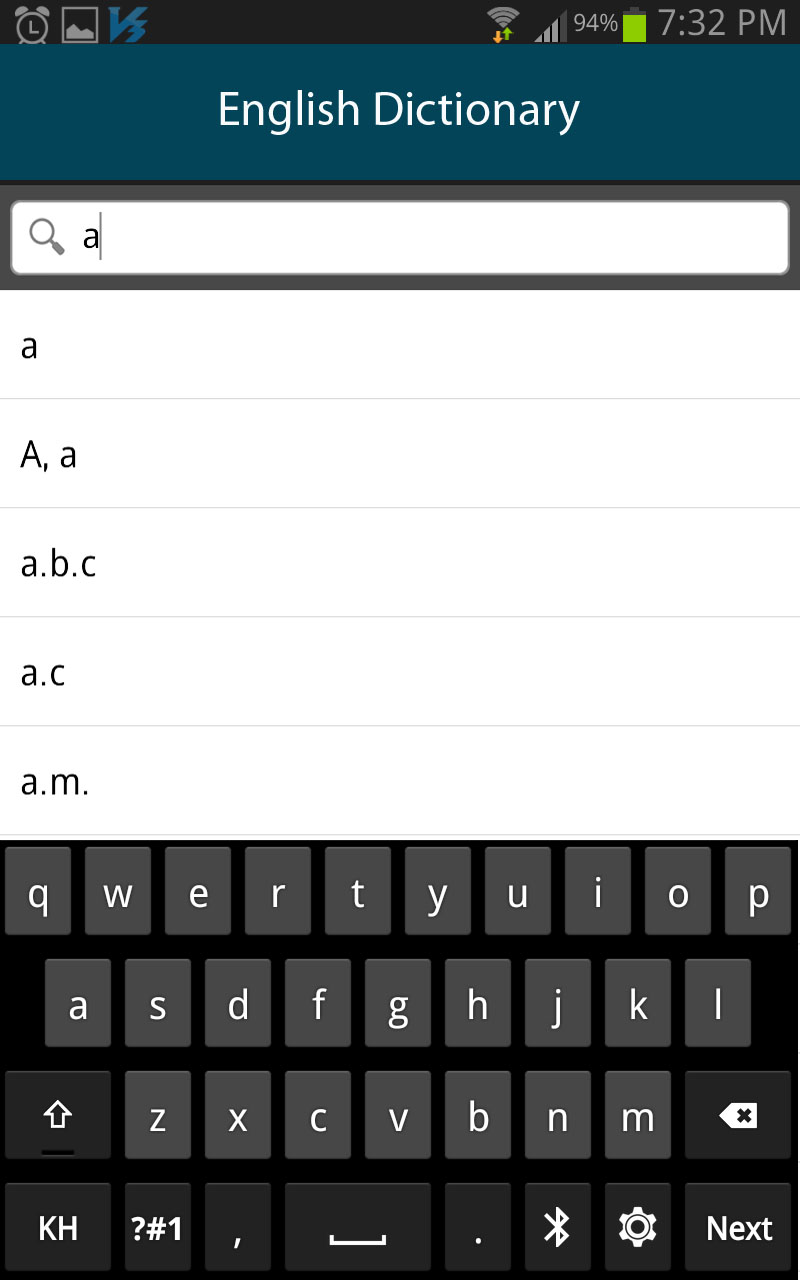 94% 7:32 PM
English Dictionary
a
a
A, a
a.b.c
a.c
a.m.
q w e r t y u i o p
a s d f g h j k l
z x c v b n m
KH ?#1 , . Next